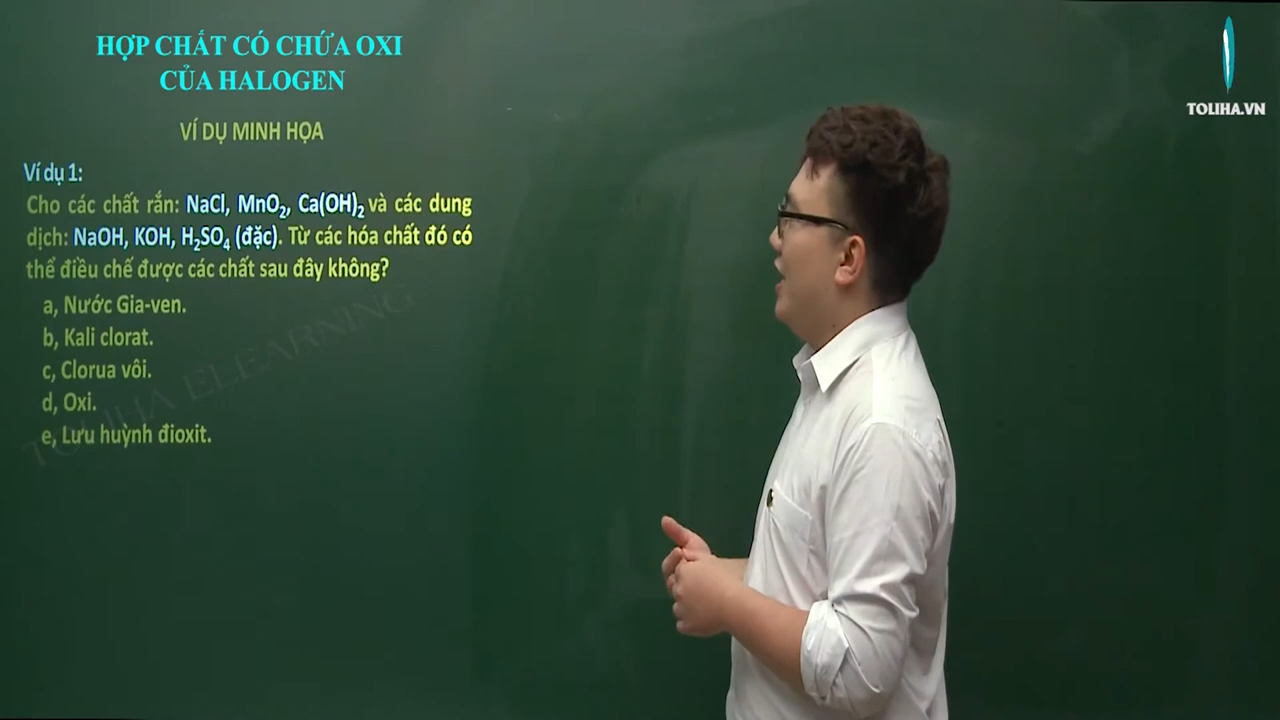 HỢP CHẤT CÓ CHỨA OXI
CỦA HALOGEN
TOLIHA.VN
VÍ DỤ MINH HỌA
Ví dụ 1:
Cho các chất rắn: NaCl, MnO₂, Ca(OH)₂ và các dung
dịch: NaOH, KOH, H₂SO₄ (đặc). Từ các hóa chất đó có
thể điều chế được các chất sau đây không?
a, Nước Gia-ven.
b, Kali clorat.
c, Clorua vôi.
d, Oxi.
e, Lưu huỳnh đioxit.
TOLIHA ELEARNING